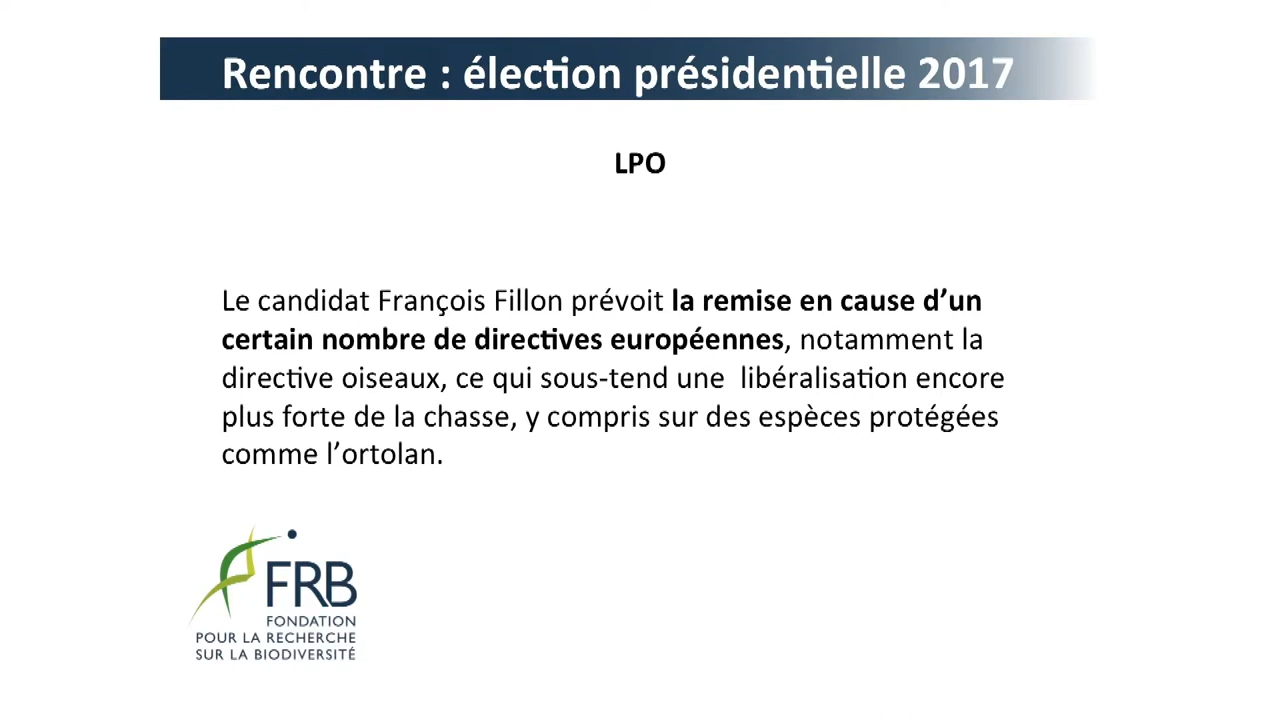 Rencontre : élection présidentielle 2017
LPO
Le candidat François Fillon prévoit la remise en cause d’un
certain nombre de directives européennes, notamment la
directive oiseaux, ce qui sous-tend une  libéralisation encore
plus forte de la chasse, y compris sur des espèces protégées
comme l’ortolan.
FRB
FONDATION
POUR LA RECHERCHE
SUR LA BIODIVERSITÉ